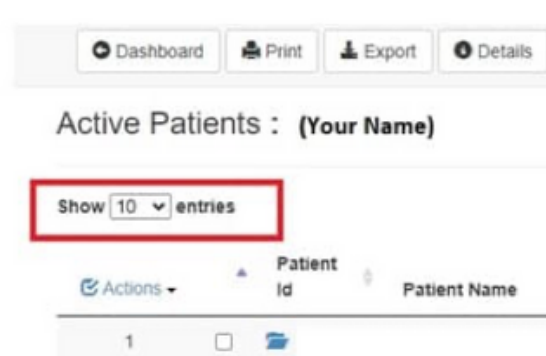 Dashboard Print Export Details
Active Patients : (Your Name)
Show 10 entries
Actions Patient Id Patient Name
1